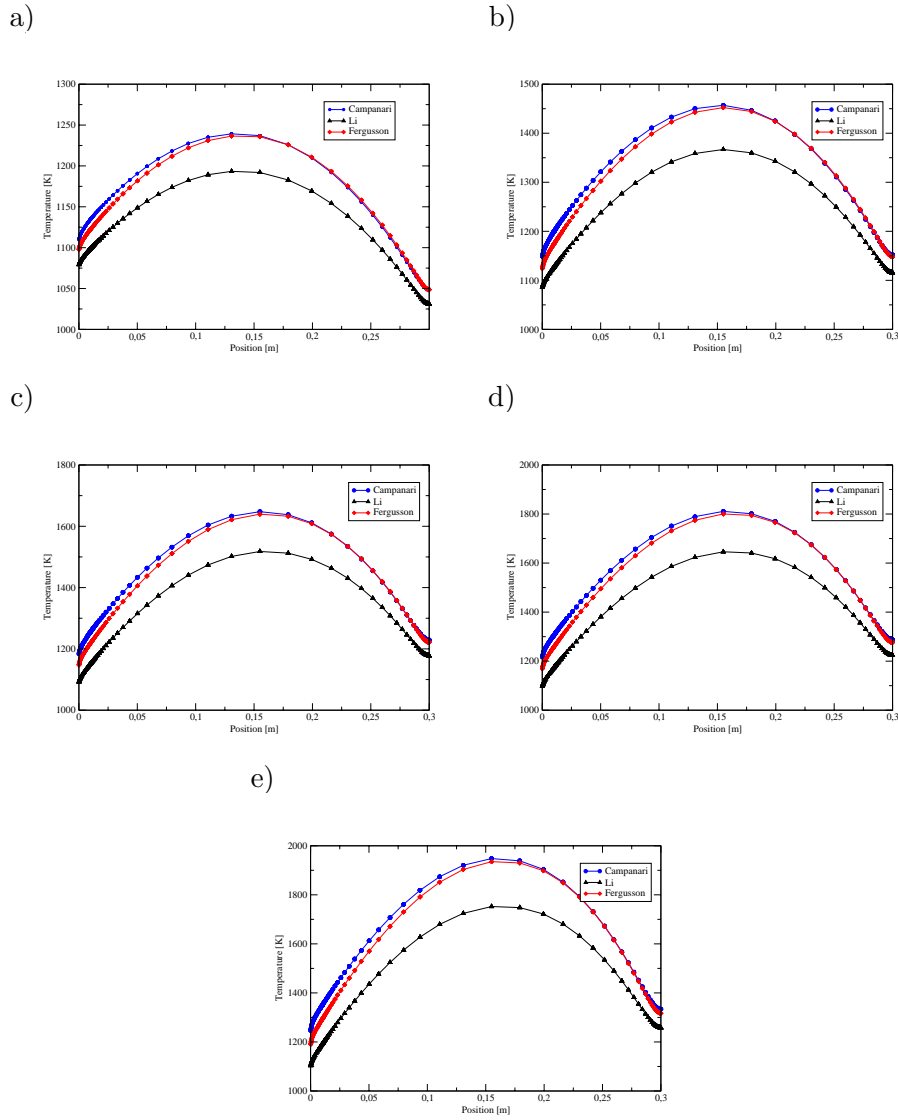 a)
1300
1250
1200
1150
1100
1050
1000
Temperature [K]
0
0,05
0,1
0,15
0,2
0,25
Position [m]
Campanari
Li
Fergusson
b)
1500
1400
1300
1200
1100
1000
Temperature [K]
0
0,05
0,1
0,15
0,2
0,25
0,3
Position [m]
Campanari
Li
Fergusson
c)
1800
1600
1400
1200
1000
Temperature [K]
0
0,05
0,1
0,15
0,2
0,25
0,3
Position [m]
Campanari
Li
Fergusson
d)
2000
1800
1600
1400
1200
1000
Temperature [K]
0
0,05
0,1
0,15
0,2
0,25
0,3
Position [m]
Campanari
Li
Fergusson
e)
2000
1800
1600
1400
1200
1000
Temperature [K]
0
0,05
0,1
0,15
0,2
0,25
0,3
Position [m]
Campanari
Li
Fergusson